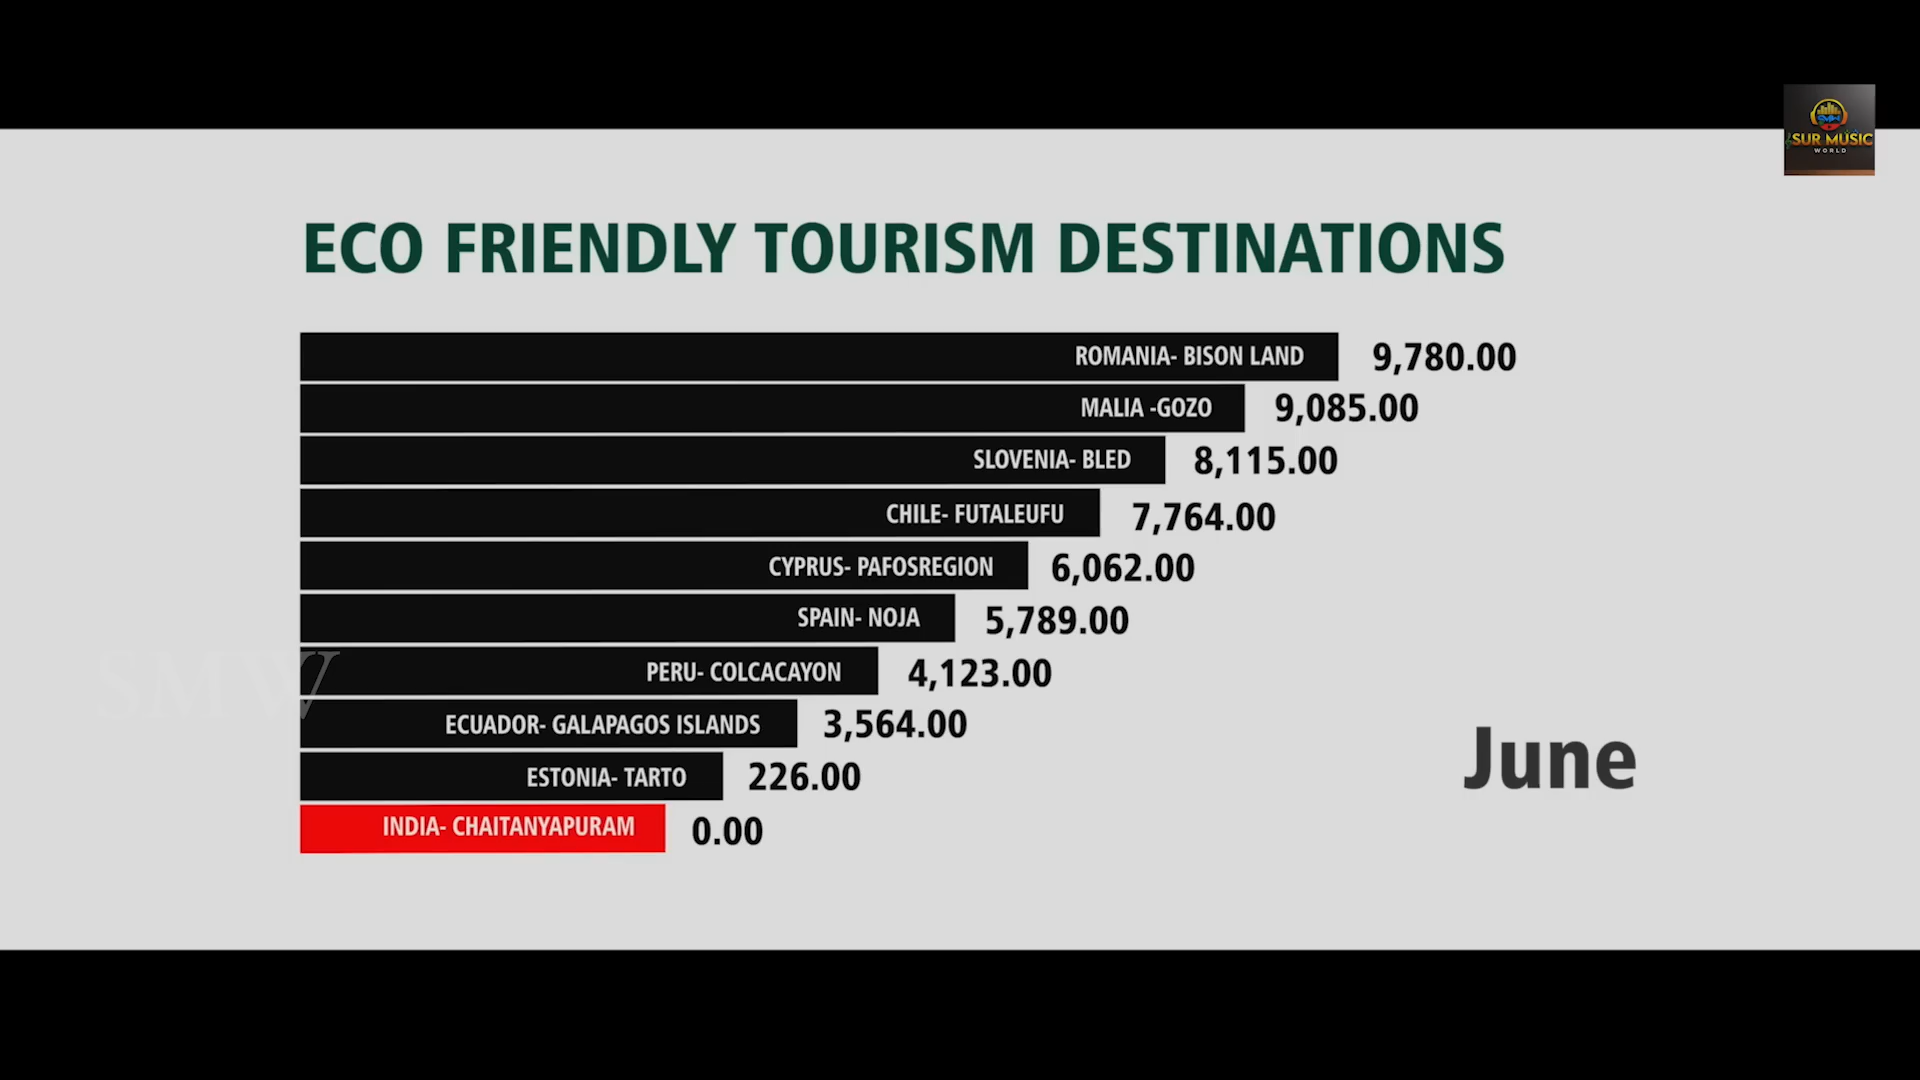 SUR MUSIC
WORLD
ECO FRIENDLY TOURISM DESTINATIONS
ROMANIA- BISON LAND 9,780.00
MALIA -GOZO 9,085.00
SLOVENIA- BLED 8,115.00
CHILE- FUTALEUFU 7,764.00
CYPRUS- PAFOSREGION 6,062.00
SPAIN- NOJA 5,789.00
PERU- COLCACAYON 4,123.00
SMW
ECUADOR- GALAPAGOS ISLANDS 3,564.00
June
ESTONIA- TARTO 226.00
INDIA- CHAITANYAPURAM 0.00